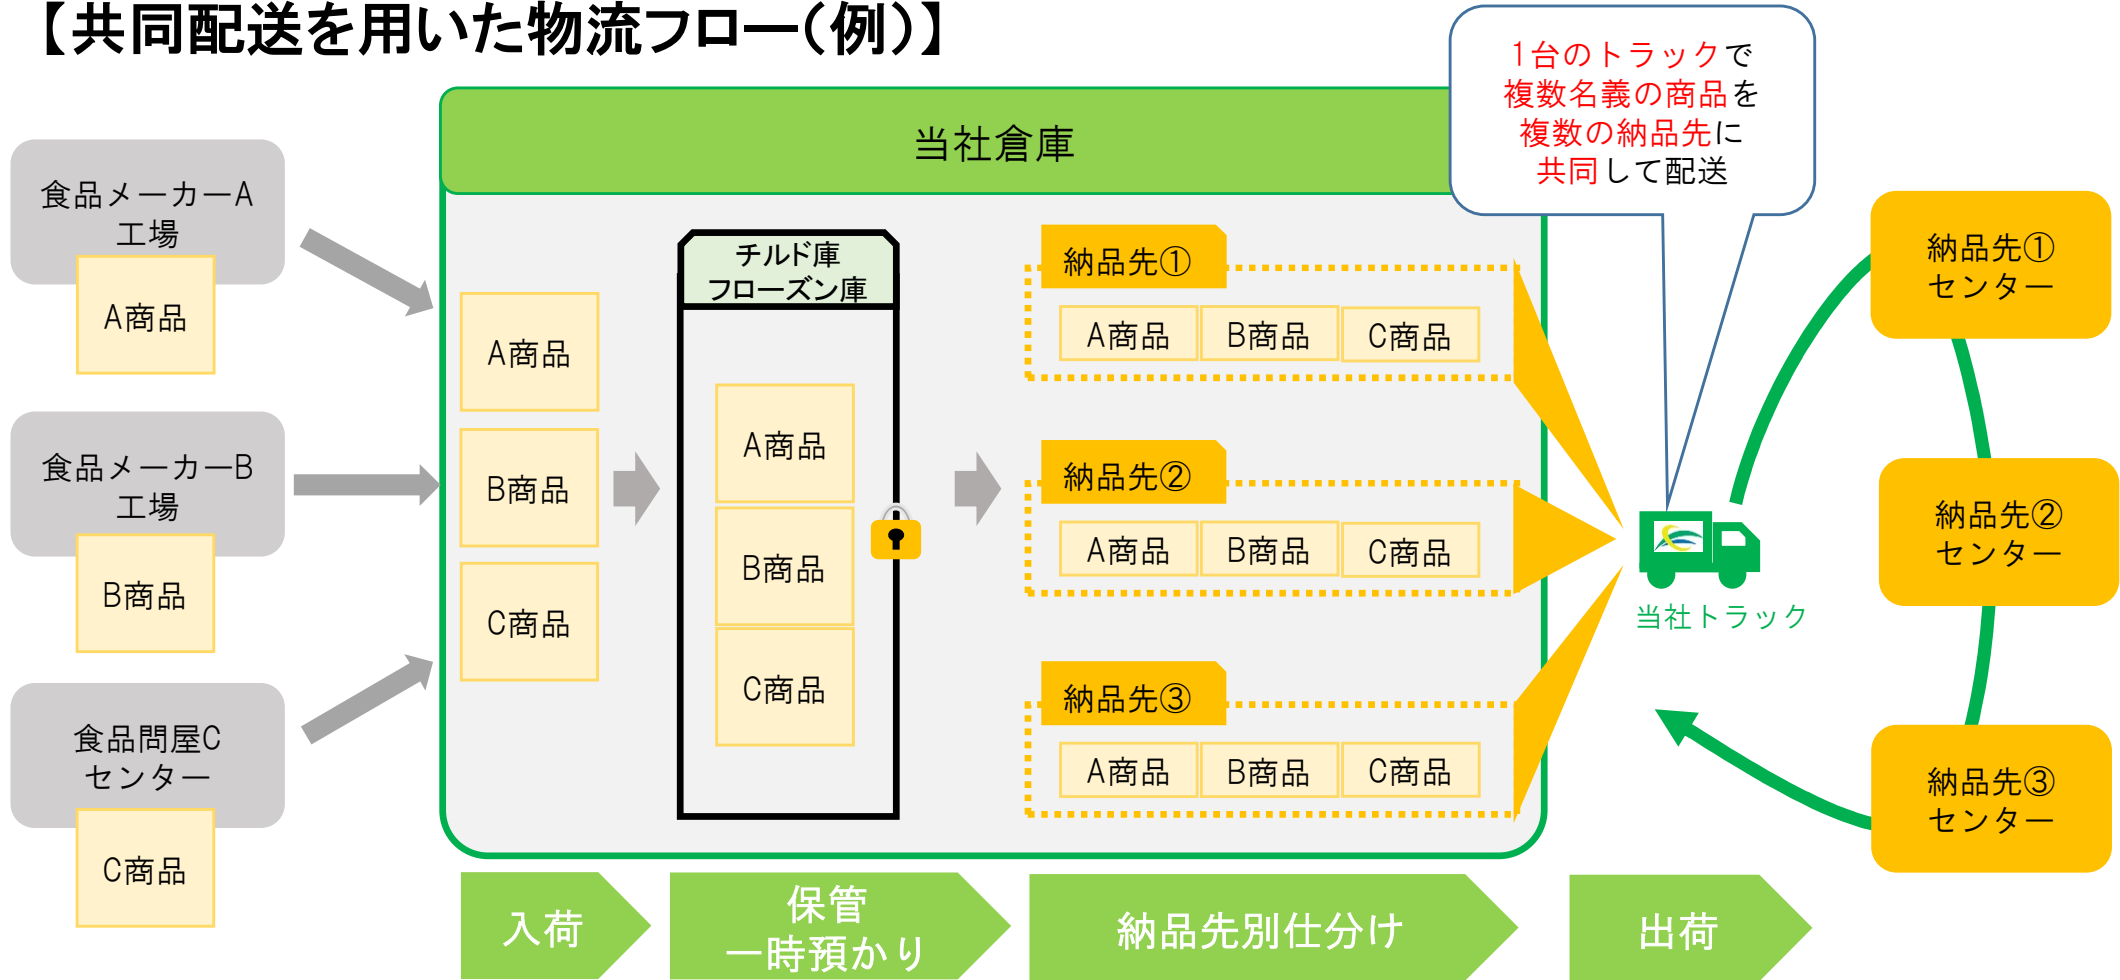 【共同配送を用いた物流フロー（例）】
1台のトラックで
複数名義の商品を
複数の納品先に
共同して配送
当社倉庫
食品メーカーA
工場
A商品
食品メーカーB
工場
B商品
食品問屋C
センター
C商品
A商品
B商品
C商品
チルド庫
フローズン庫
A商品
B商品
C商品
納品先①
A商品 B商品 C商品
納品先②
A商品 B商品 C商品
納品先③
A商品 B商品 C商品
当社トラック
納品先①
センター
納品先②
センター
納品先③
センター
入荷
保管
一時預かり
納品先別仕分け
出荷